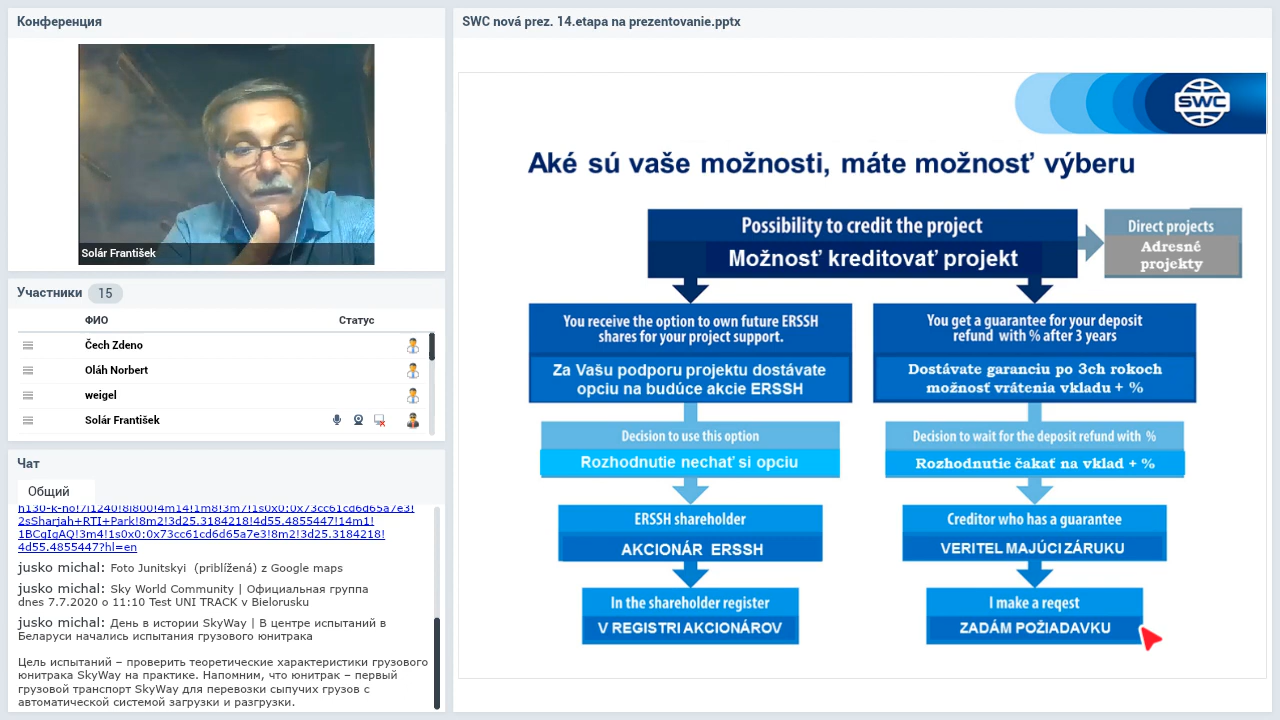 Конференция
Solár František
Участники 15
ФИО Статус
Čech Zdeno
Oláh Norbert
weigel
Solár František
Чат
Общий
2sSharjah+RTI+Park!8m2!3d25.3184218!4d55.4855447!14m1!
1BCgIgAQ!3m4!1s0x0:0x73cc61cd6d65a7e3!8m2!3d25.3184218!
4d55.4855447?hl=en
jusko michal: Foto Junitskyi (priblížená) z Google maps
jusko michal: Sky World Community | Официальная группа
dnes 7.7.2020 o 11:10 Test UNI TRACK v Bielorusku
jusko michal: День в истории SkyWay | В центре испытаний в
Беларуси начались испытания грузового юнитрака
Цель испытаний – проверить теоретические характеристики грузового
юнитрака SkyWay на практике. Напомним, что юнитрак – первый
грузовой транспорт SkyWay для перевозки сыпучих грузов с
автоматической системой загрузки и разгрузки.
SWC nová prez. 14.etapa na prezentovanie.pptx
SWC
Aké sú vaše možnosti, máte možnosť výberu
Possibility to credit the project
Možnosť kreditovať projekt
Direct projects
Adresné
projekty
You receive the option to own future ERSSH
shares for your project support.
Za Vašu podporu projektu dostávate
opciu na budúce akcie ERSSH
Decision to use this option
Rozhodnutie nechať si opciu
ERSSH shareholder
AKCIONÁR ERSSH
In the shareholder register
V REGISTRI AKCIONÁROV
You get a guarantee for your deposit
refund with % after 3 years
Dostávate garanciu po 3ch rokoch
možnosť vrátenia vkladu + %
Decision to wait for the deposit refund with %
Rozhodnutie čakať na vklad + %
Creditor who has a guarantee
VERITEL MAJÚCI ZÁRUKU
I make a reqest
ZADÁM POŽIADAVKU